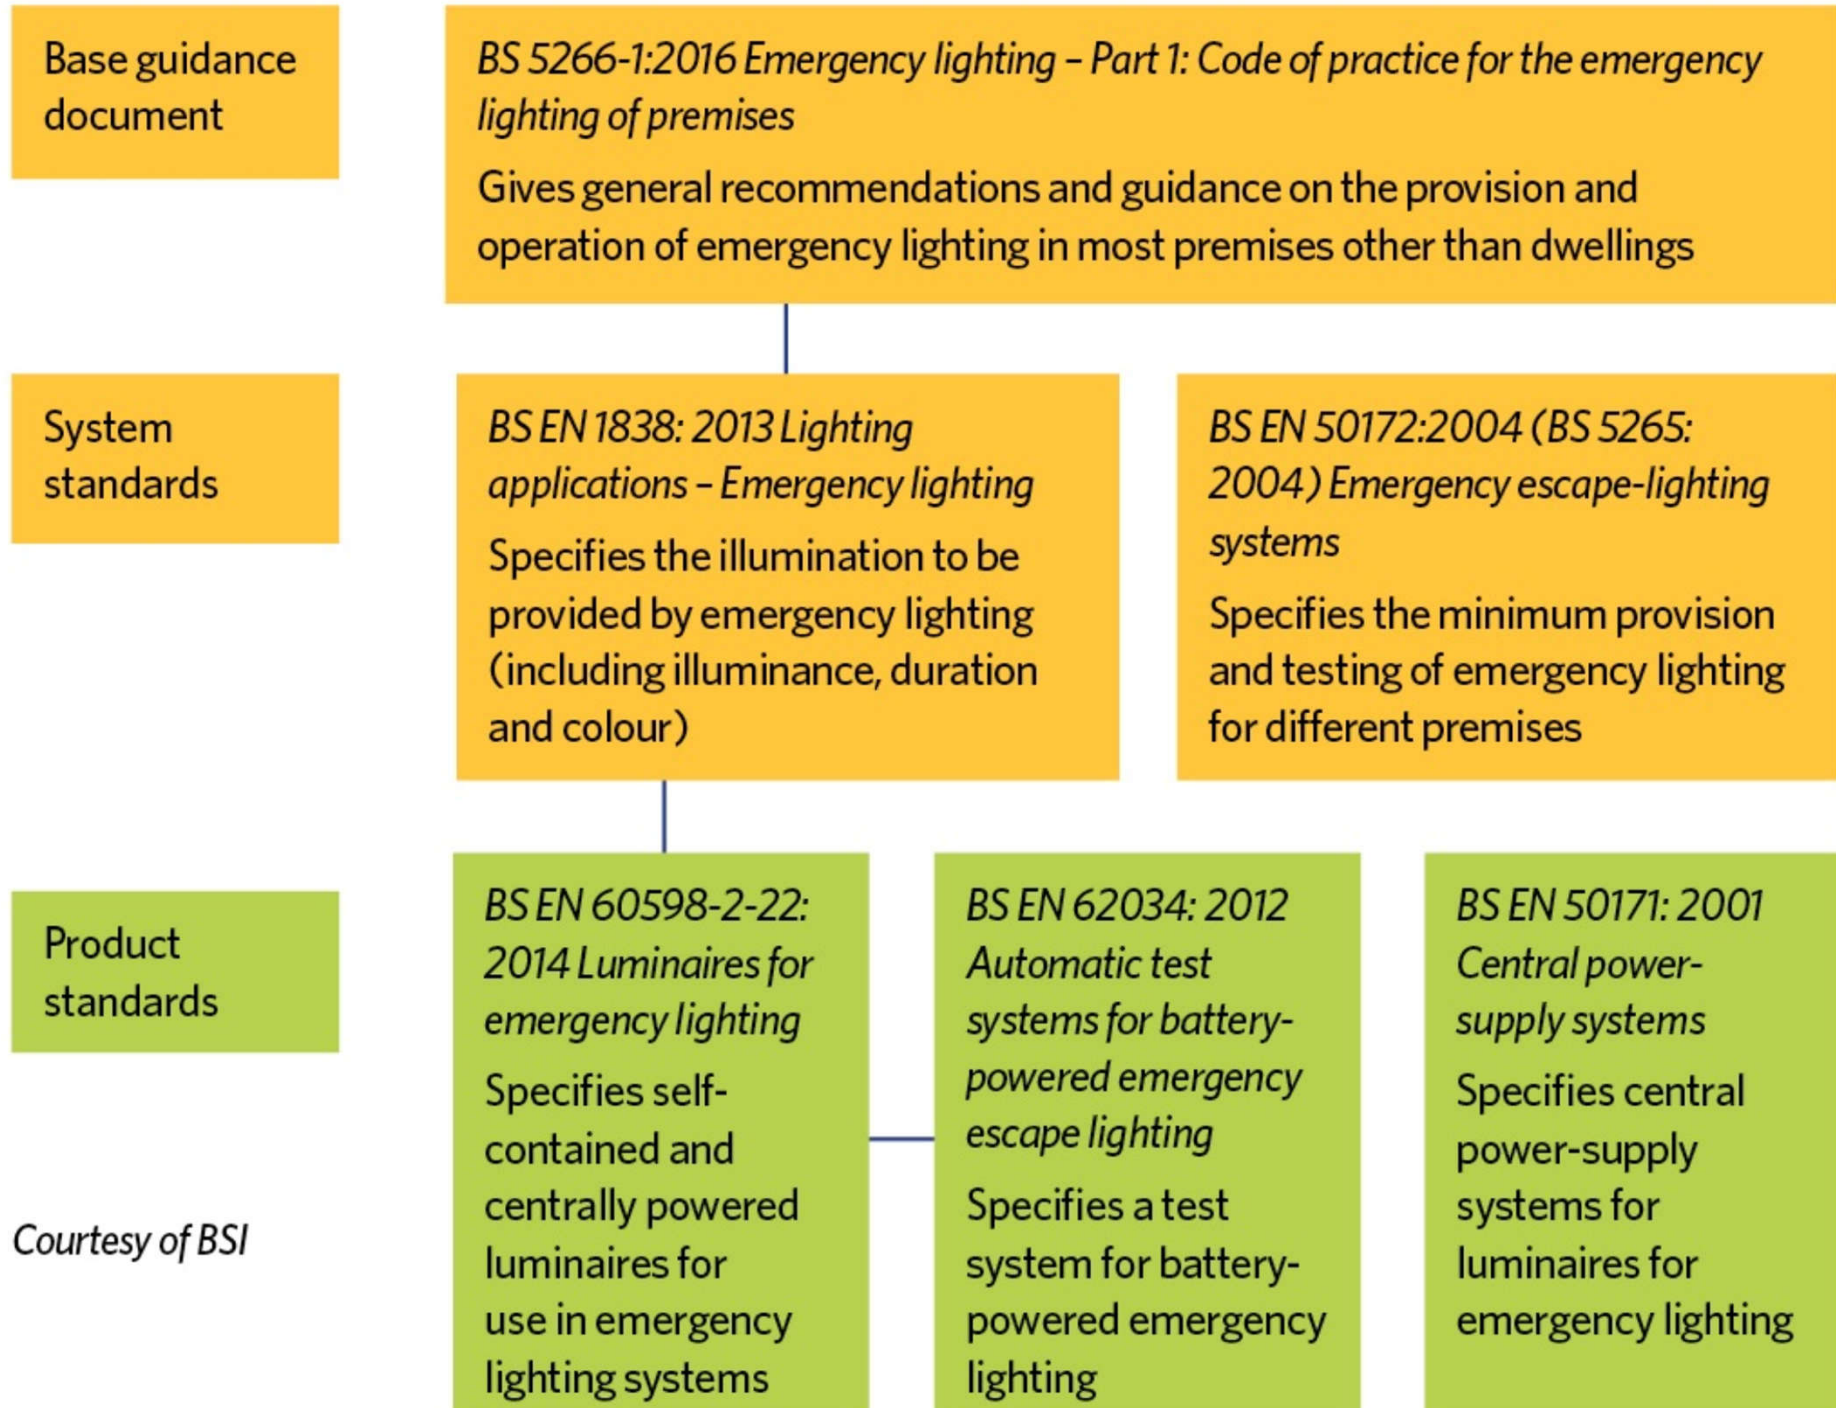 Base guidance
document
BS 5266-1:2016 Emergency lighting – Part 1: Code of practice for the emergency
lighting of premises
Gives general recommendations and guidance on the provision and
operation of emergency lighting in most premises other than dwellings
System
standards
BS EN 1838: 2013 Lighting
applications – Emergency lighting
Specifies the illumination to be
provided by emergency lighting
(including illuminance, duration
and colour)
BS EN 50172:2004 (BS 5265:
2004) Emergency escape-lighting
systems
Specifies the minimum provision
and testing of emergency lighting
for different premises
Product
standards
BS EN 60598-2-22:
2014 Luminaires for
emergency lighting
Specifies self-
contained and
centrally powered
luminaires for
use in emergency
lighting systems
BS EN 62034: 2012
Automatic test
systems for battery-
powered emergency
escape lighting
Specifies a test
system for battery-
powered emergency
lighting
BS EN 50171: 2001
Central power-
supply systems
Specifies central
power-supply
systems for
luminaires for
emergency lighting
Courtesy of BSI